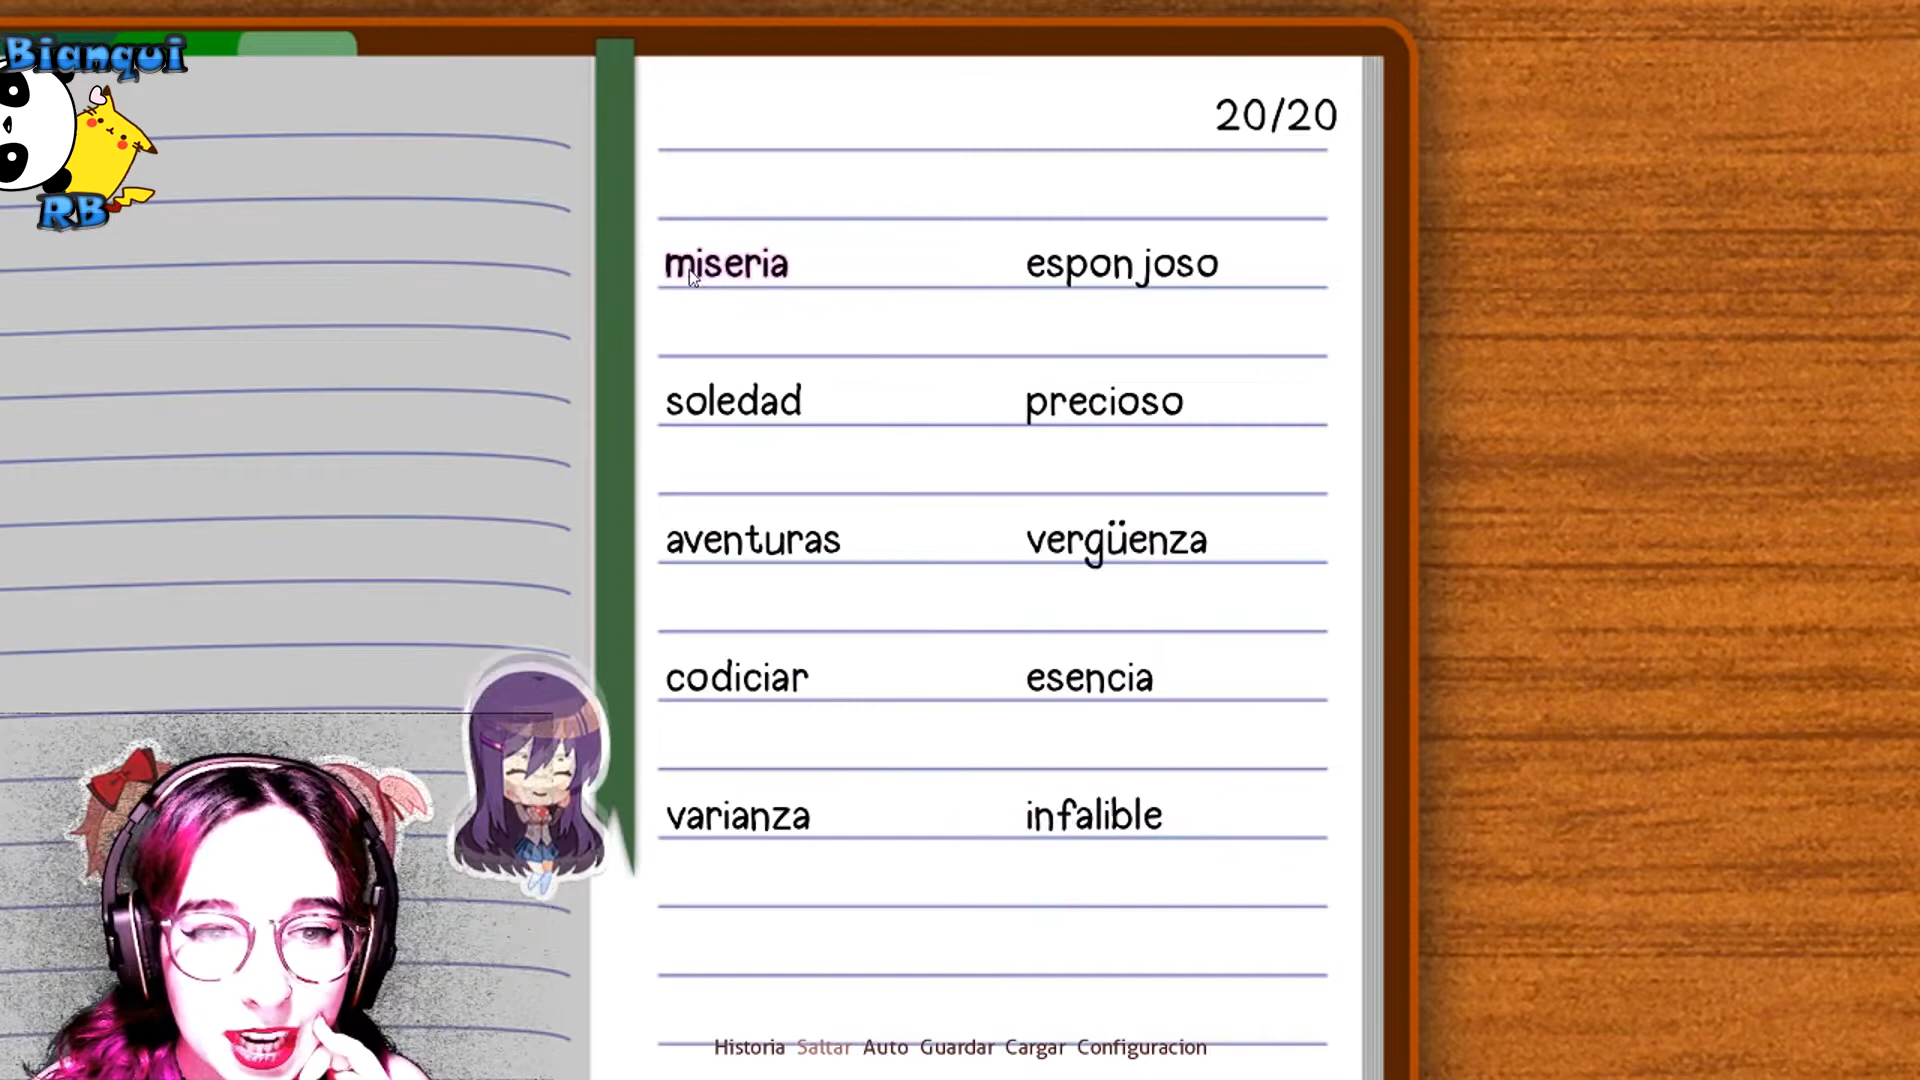 Bianqui
RB
20/20
miseria esponjoso
soledad precioso
aventuras vergüenza
codiciar esencia
varianza infalible
Historia Saltar Auto Guardar Cargar Configuracion